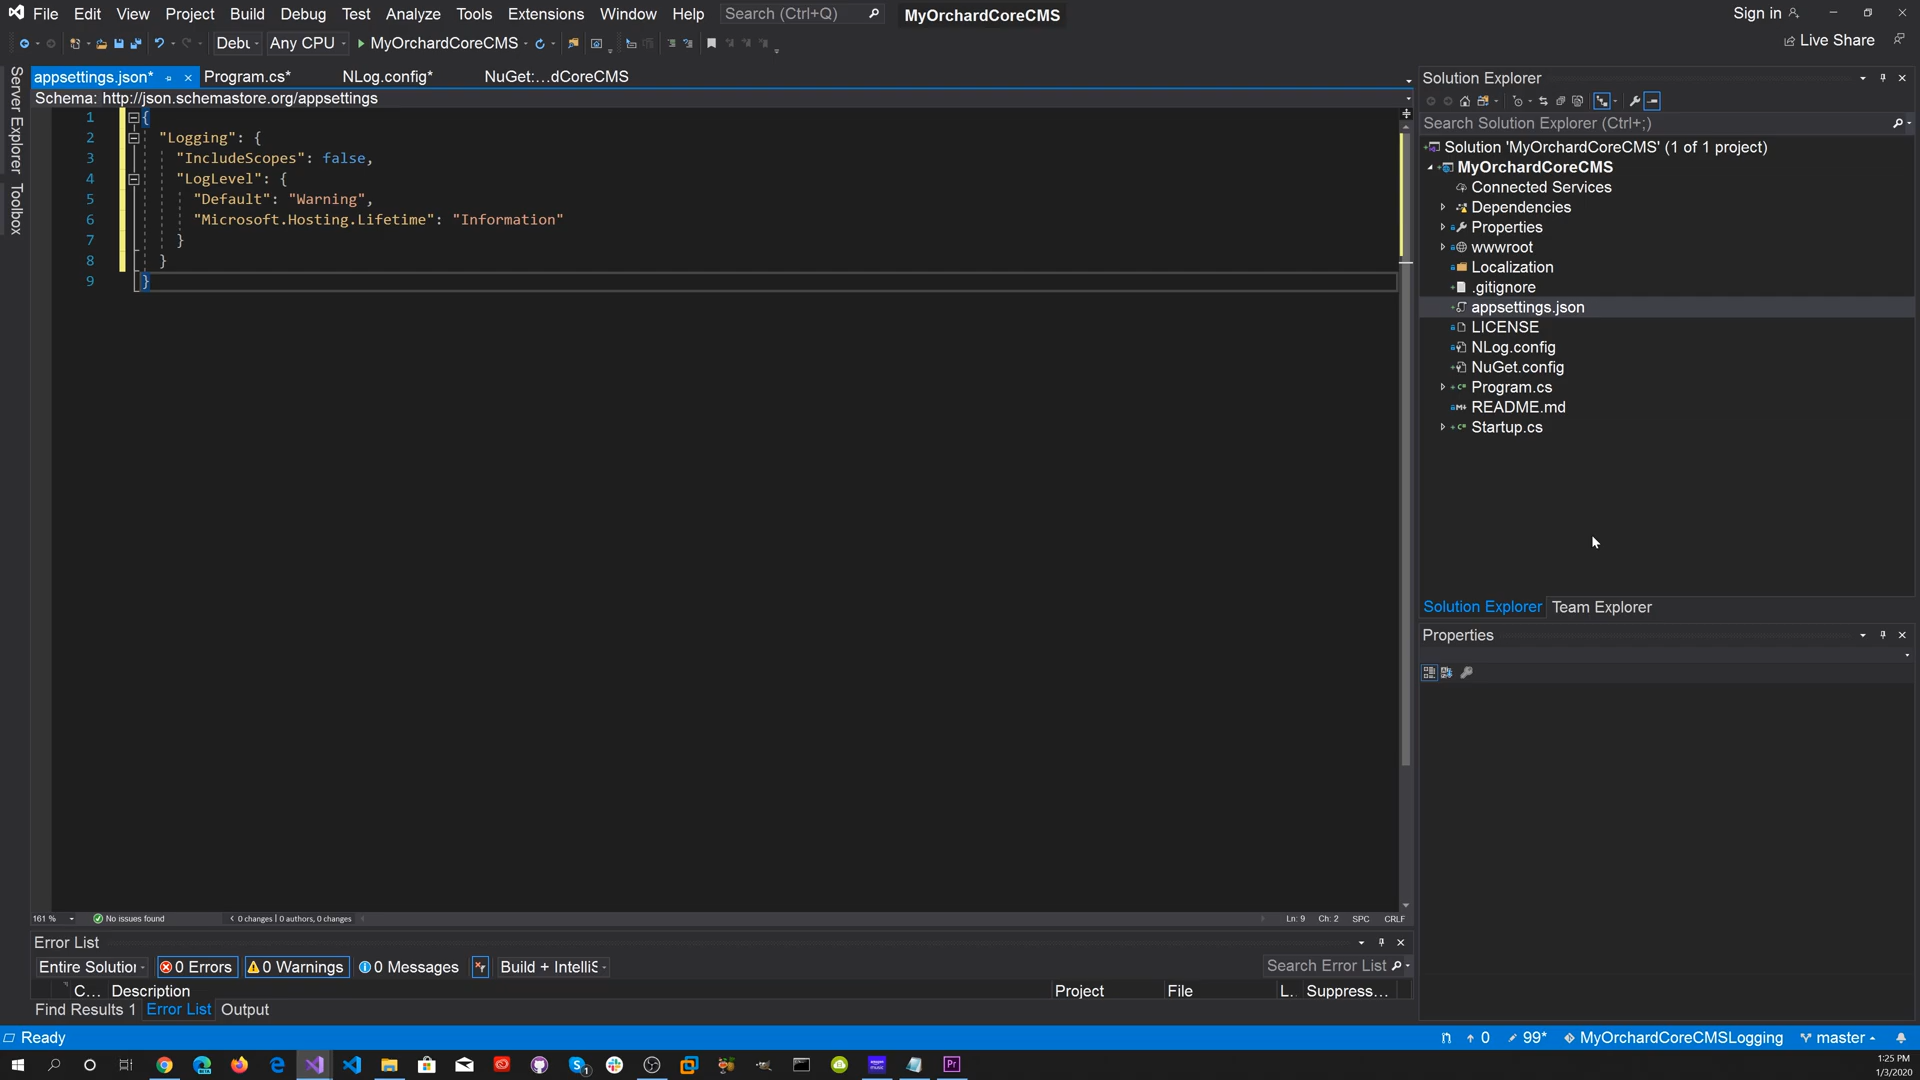 File Edit View Project Build Debug Test Analyze Tools Extensions Window Help Search (Ctrl+Q) MyOrchardCoreCMS Sign in
Debu Any CPU MyOrchardCoreCMS Live Share
Server Explorer
Toolbox
appsettings.json* Program.cs* NLog.config* NuGet:...dCoreCMS
Schema: http://json.schemastore.org/appsettings
1 {
2 "Logging": {
3 "IncludeScopes": false,
4 "LogLevel": {
5 "Default": "Warning",
6 "Microsoft.Hosting.Lifetime": "Information"
7 }
8 }
9 }
161 % No issues found 0 changes | 0 authors, 0 changes Ln: 9 Ch: 2 SPC CRLF
Solution Explorer
Search Solution Explorer (Ctrl+;)
Solution 'MyOrchardCoreCMS' (1 of 1 project)
MyOrchardCoreCMS
Connected Services
Dependencies
Properties
wwwroot
Localization
.gitignore
appsettings.json
LICENSE
NLog.config
NuGet.config
Program.cs
README.md
Startup.cs
Solution Explorer Team Explorer
Properties
Error List
Entire Solution 0 Errors 0 Warnings 0 Messages Build + IntelliS Search Error List
C... Description Project File L.. Suppress...
Find Results 1 Error List Output
Ready 0 99* MyOrchardCoreCMSLogging master
1:25 PM
1/3/2020